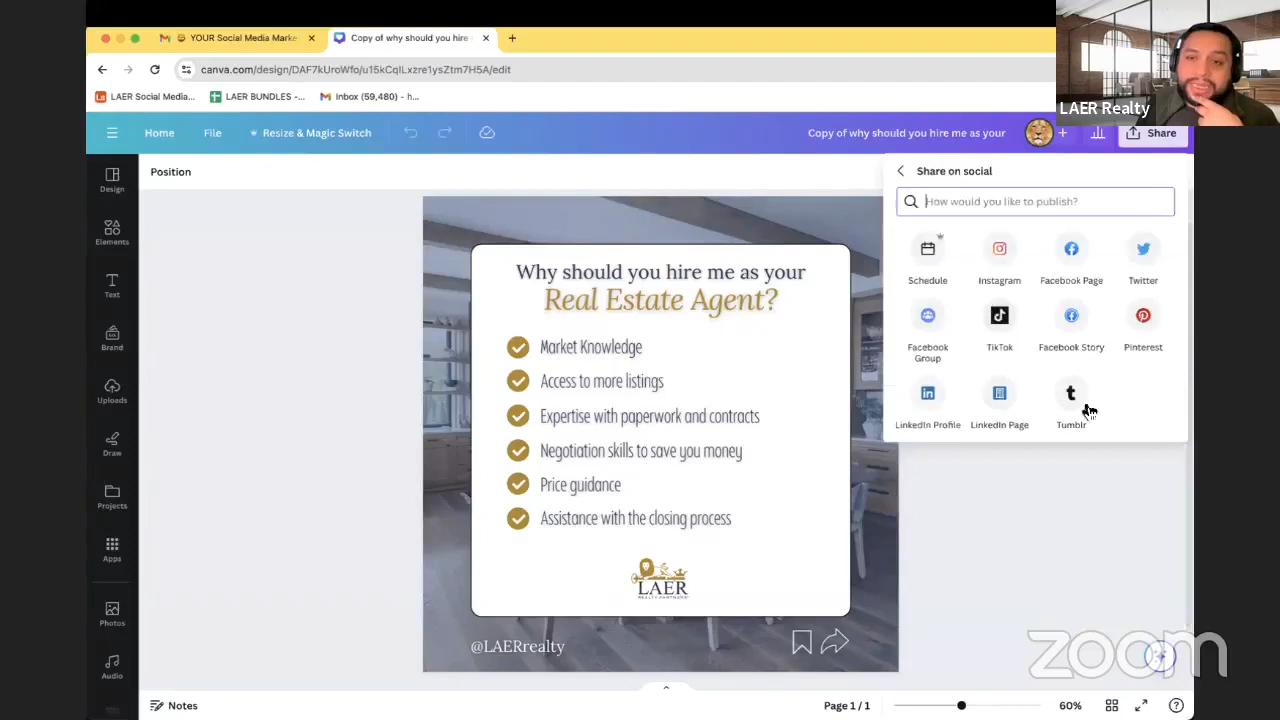 YOUR Social Media Marke
Copy of why should you hire
canva.com/design/DAF7kUroWfo/u15kCqILxzre1ysZtm7H5A/edit
LAER Social Media...
LAER BUNDLES -...
Inbox (59,480) - h...
LAER Realty
Home
File
Resize & Magic Switch
Copy of why should you hire me as your
Share
Position
Design
Elements
Text
Brand
Uploads
Draw
Projects
Apps
Photos
Audio
Why should you hire me as your
Real Estate Agent?
Market Knowledge
Access to more listings
Expertise with paperwork and contracts
Negotiation skills to save you money
Price guidance
Assistance with the closing process
LAER
REALTY PARTNERS
@LAERrealty
Share on social
How would you like to publish?
Schedule
Instagram
Facebook Page
Twitter
Facebook
Group
TikTok
Facebook Story
Pinterest
LinkedIn Profile
LinkedIn Page
Tumblr
zoom
Notes
Page 1 / 1
60%